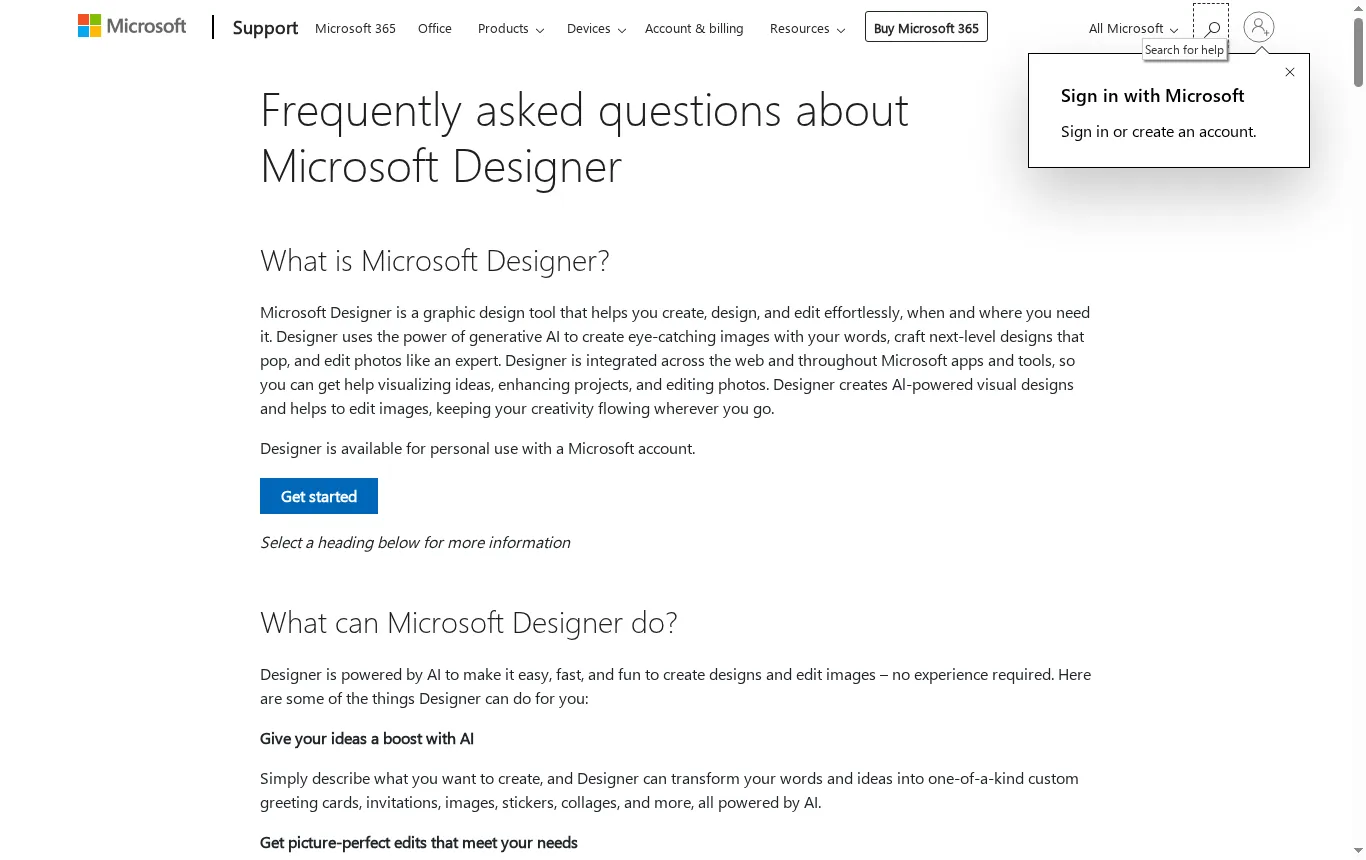 Microsoft
Support
Microsoft 365
Office
Products
Devices
Account & billing
Resources
Buy Microsoft 365
All Microsoft
Search for help
Sign in with Microsoft
Sign in or create an account.
Frequently asked questions about
Microsoft Designer
What is Microsoft Designer?
Microsoft Designer is a graphic design tool that helps you create, design, and edit effortlessly, when and where you need
it. Designer uses the power of generative AI to create eye-catching images with your words, craft next-level designs that
pop, and edit photos like an expert. Designer is integrated across the web and throughout Microsoft apps and tools, so
you can get help visualizing ideas, enhancing projects, and editing photos. Designer creates AI-powered visual designs
and helps to edit images, keeping your creativity flowing wherever you go.
Designer is available for personal use with a Microsoft account.
Get started
Select a heading below for more information
What can Microsoft Designer do?
Designer is powered by AI to make it easy, fast, and fun to create designs and edit images – no experience required. Here
are some of the things Designer can do for you:
Give your ideas a boost with AI
Simply describe what you want to create, and Designer can transform your words and ideas into one-of-a-kind custom
greeting cards, invitations, images, stickers, collages, and more, all powered by AI.
Get picture-perfect edits that meet your needs